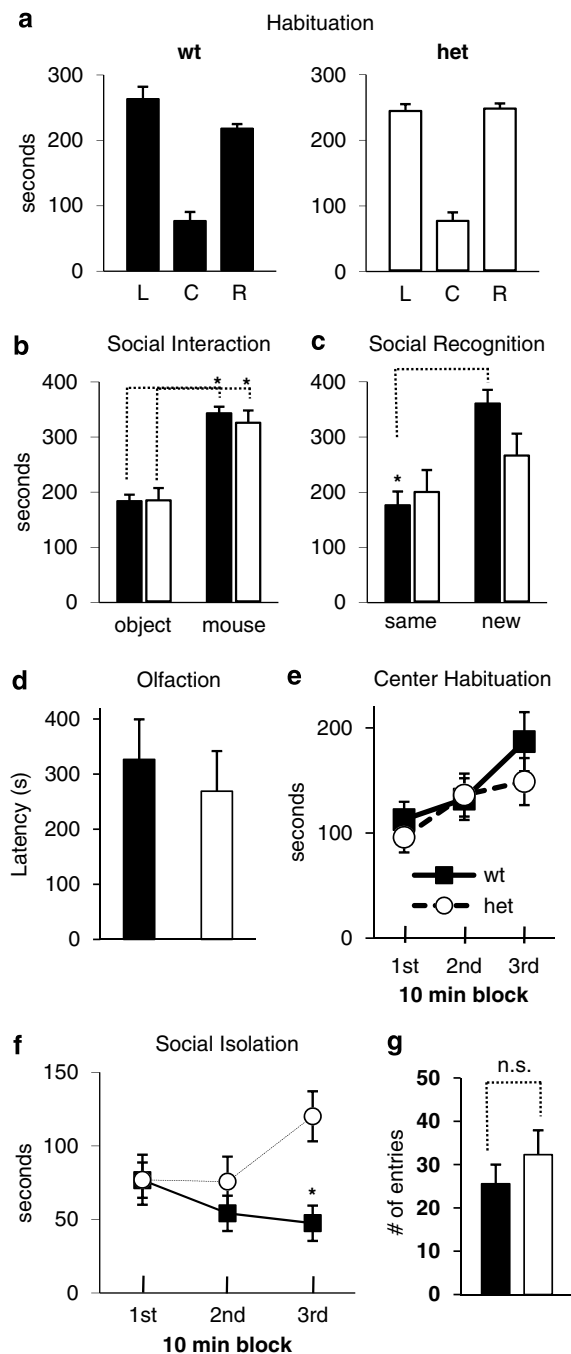 a
Habituation
wt het
300 300
200 200
100 100
0 0
seconds
L C R L C R
b Social Interaction c Social Recognition
400 400
300 300
200 200
100 100
0 0
seconds
* * *
object mouse same new
d Olfaction
400
300
200
100
0
Latency (s)
e Center Habituation
200
100
0
seconds
wt
het
1st 2nd 3rd
10 min block
f Social Isolation
150
100
50
0
seconds
*
1st 2nd 3rd
10 min block
g
n.s.
50
40
30
20
10
0
# of entries